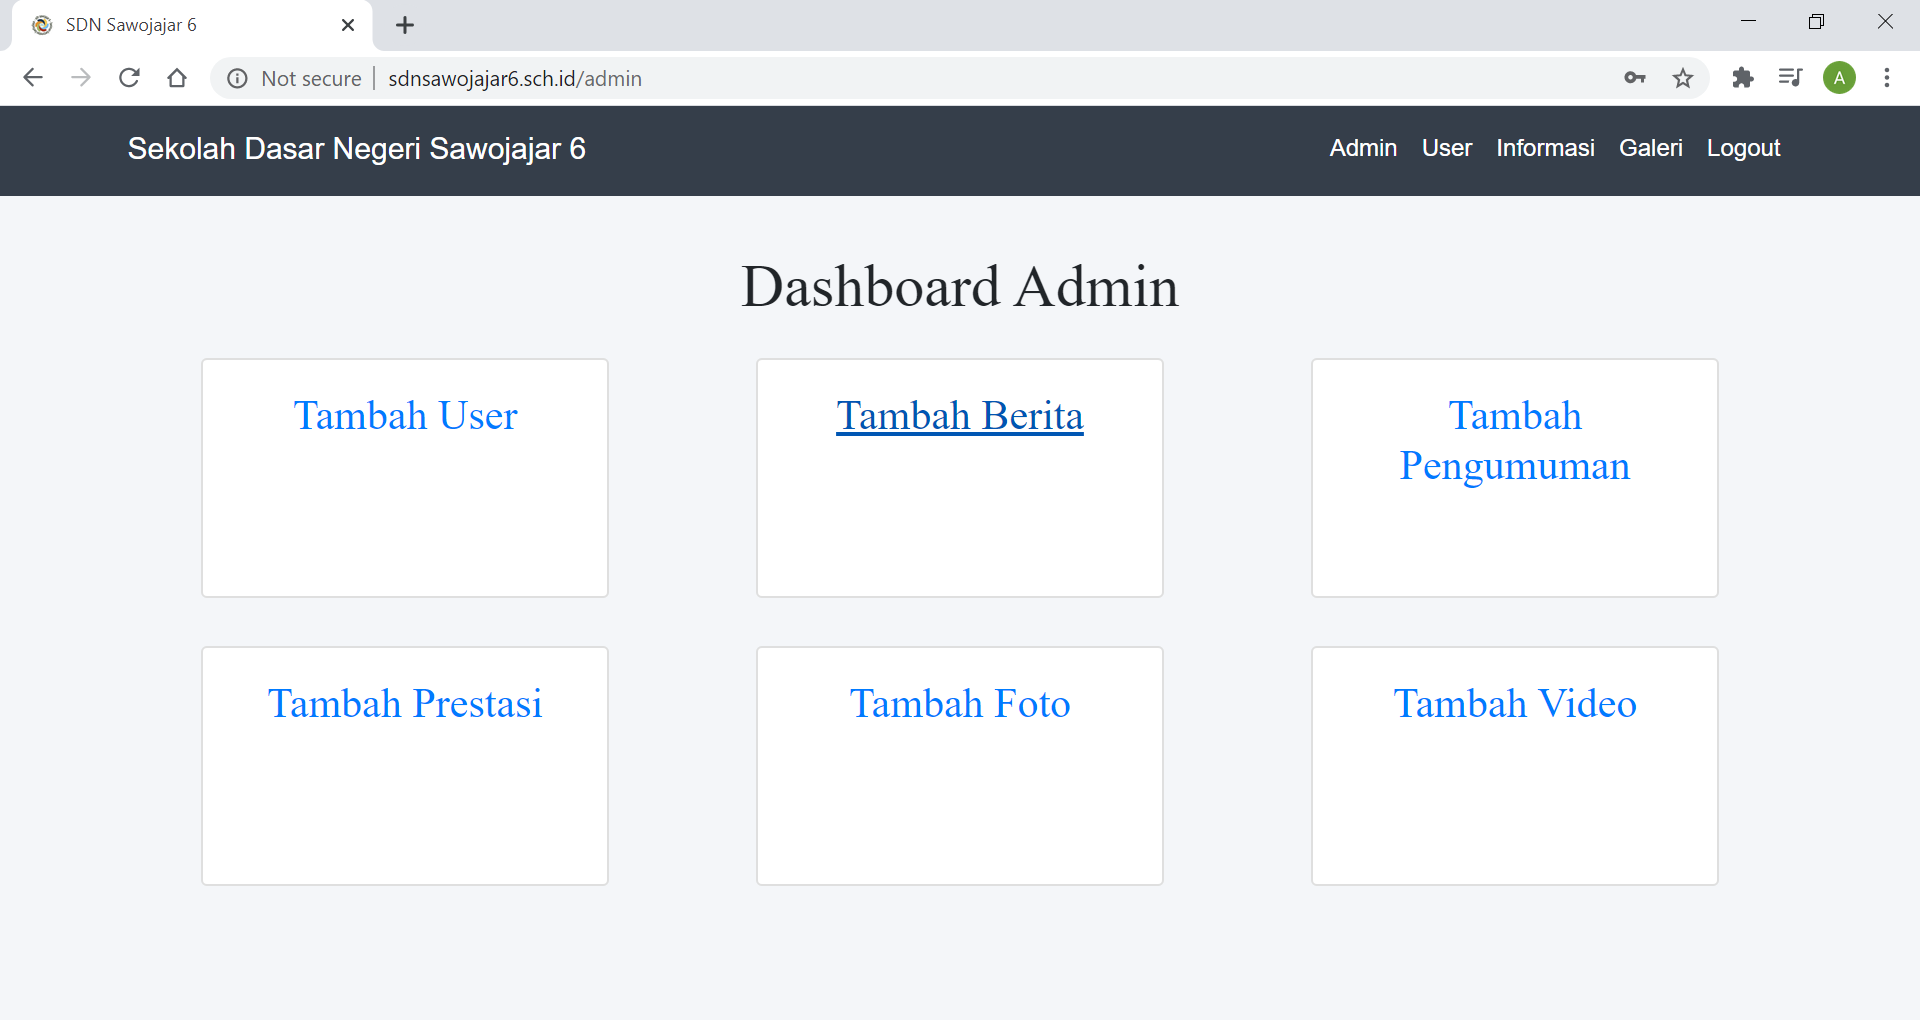 SDN Sawojajar 6
Not secure sdnsawojajar6.sch.id/admin
A
Sekolah Dasar Negeri Sawojajar 6
Admin User Informasi Galeri Logout
Dashboard Admin
Tambah User
Tambah Berita
Tambah
Pengumuman
Tambah Prestasi
Tambah Foto
Tambah Video